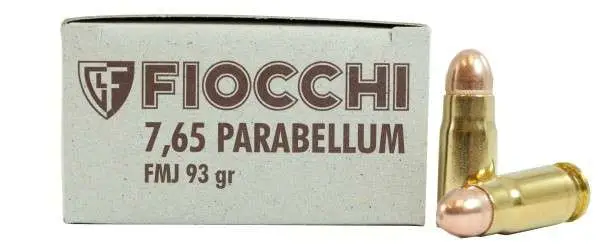 FIOCCHI
7,65 PARABELLUM
FMJ 93 gr